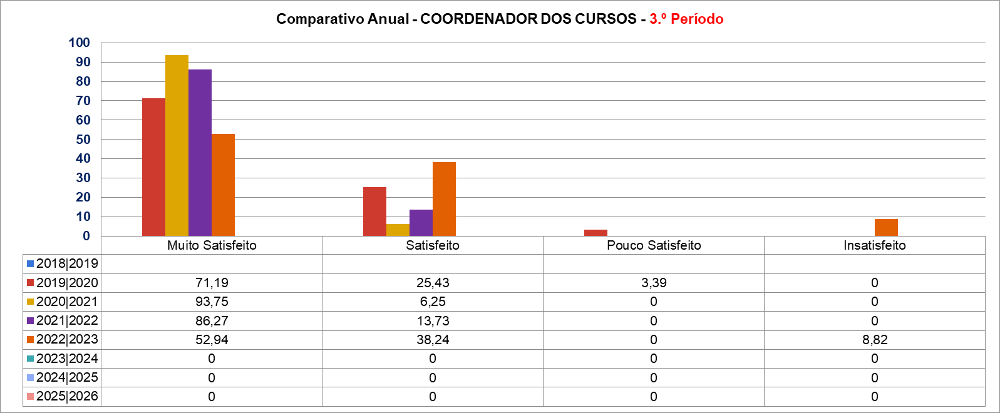 Comparativo Anual - COORDENADOR DOS CURSOS - 3.º Período
100
90
80
70
60
50
40
30
20
10
0
Muito Satisfeito Satisfeito Pouco Satisfeito Insatisfeito
2018|2019
2019|2020 71,19 25,43 3,39 0
2020|2021 93,75 6,25 0 0
2021|2022 86,27 13,73 0 0
2022|2023 52,94 38,24 0 8,82
2023|2024 0 0 0 0
2024|2025 0 0 0 0
2025|2026 0 0 0 0